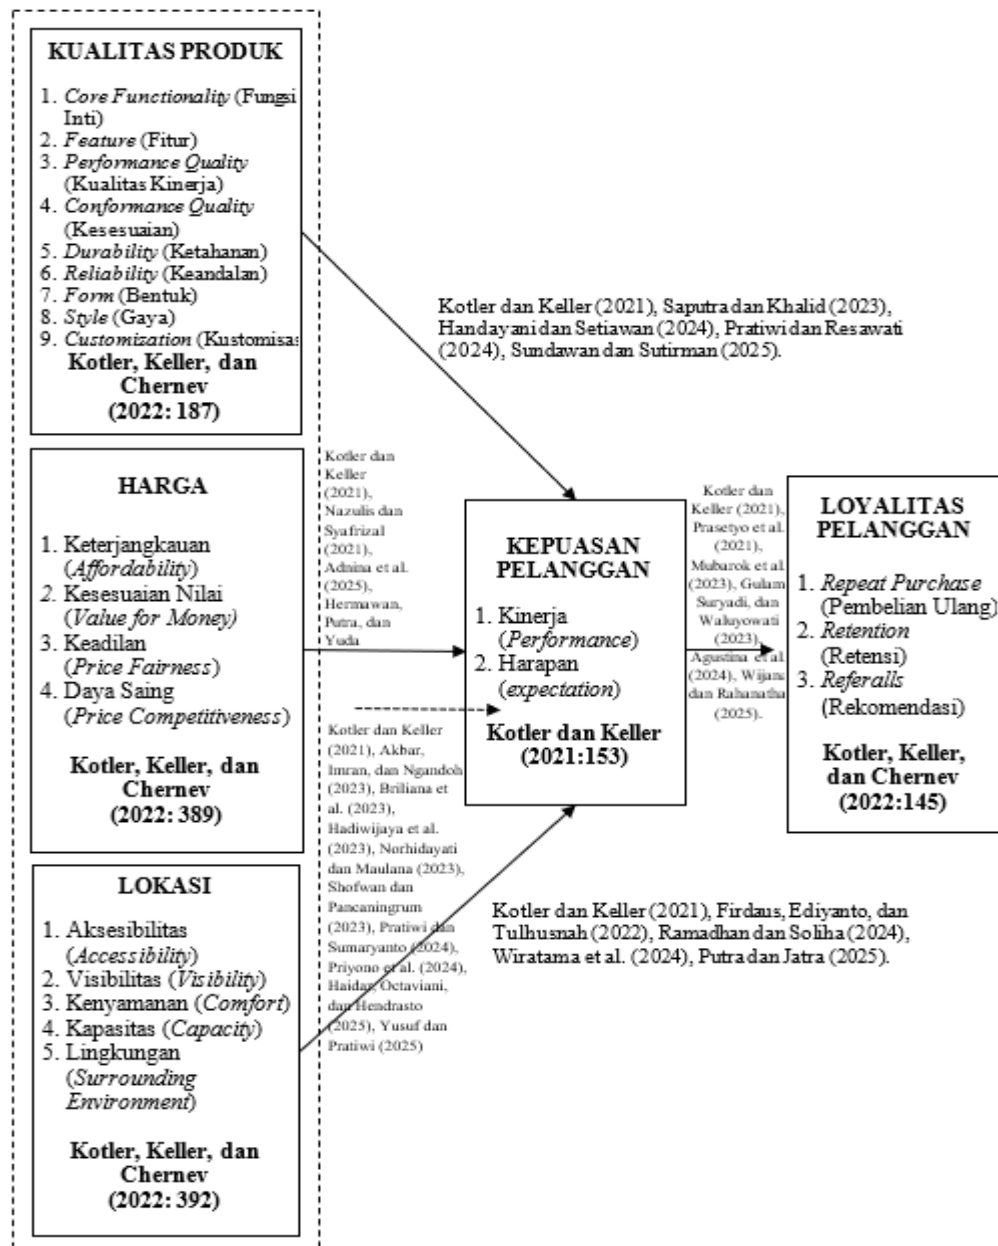 KUALITAS PRODUK
1. Core Functionality (Fungsi
Inti)
2. Feature (Fitur)
3. Performance Quality
(Kualitas Kinerja)
4. Conformance Quality
(Kesesuaian)
5. Durability (Ketahanan)
6. Reliability (Keandalan)
7. Form (Bentuk)
8. Style (Gaya)
9. Customization (Kustomisas
Kotler, Keller, dan
Chernev
(2022: 187)
Kotler dan Keller (2021), Saputra dan Khalid (2023),
Handayani dan Setiawan (2024), Pratiwi dan Resawati
(2024), Sundawan dan Sutirman (2025).
HARGA
1. Keterjangkauan
(Affordability)
2. Kesesuaian Nilai
(Value for Money)
3. Keadilan
(Price Fairness)
4. Daya Saing
(Price Competitiveness)
Kotler, Keller, dan
Chernev
(2022: 389)
Kotler dan
Keller
(2021),
Nazulis dan
Syafrizal
(2021),
Adnina et al.
(2025),
Hermawan,
Putra, dan
Yuda
KEPUASAN
PELANGGAN
1. Kinerja
(Performance)
2. Harapan
(expectation)
Kotler dan Keller
(2021:153)
Kotler dan
Keller (2021),
Prasetyo et al.
(2021),
Mubarok et al.
(2023), Gulam
Suryadi, dan
Waluyowati
(2023),
Agustina et al.
(2024), Wijana
dan Rahanatha
(2025).
LOYALITAS
PELANGGAN
1. Repeat Purchase
(Pembelian Ulang)
2. Retention
(Retensi)
3. Referalls
(Rekomendasi)
Kotler, Keller,
dan Chernev
(2022:145)
Kotler dan Keller
(2021), Akbar,
Imran, dan Ngandoh
(2023), Briliana et
al. (2023),
Hadiwijaya et al.
(2023), Norhidayati
dan Maulana (2023),
Shofwan dan
Pancaningrum
(2023), Pratiwi dan
Sumaryanto (2024),
Priyono et al. (2024),
Haidar, Octaviani,
dan Hendrasto
(2025), Yusuf dan
Pratiwi (2025)
LOKASI
1. Aksesibilitas
(Accessibility)
2. Visibilitas (Visibility)
3. Kenyamanan (Comfort)
4. Kapasitas (Capacity)
5. Lingkungan
(Surrounding
Environment)
Kotler, Keller, dan
Chernev
(2022: 392)
Kotler dan Keller (2021), Firdaus, Ediyanto, dan
Tulhusnah (2022), Ramadhan dan Soliha (2024),
Wiratama et al. (2024), Putra dan Jatra (2025).